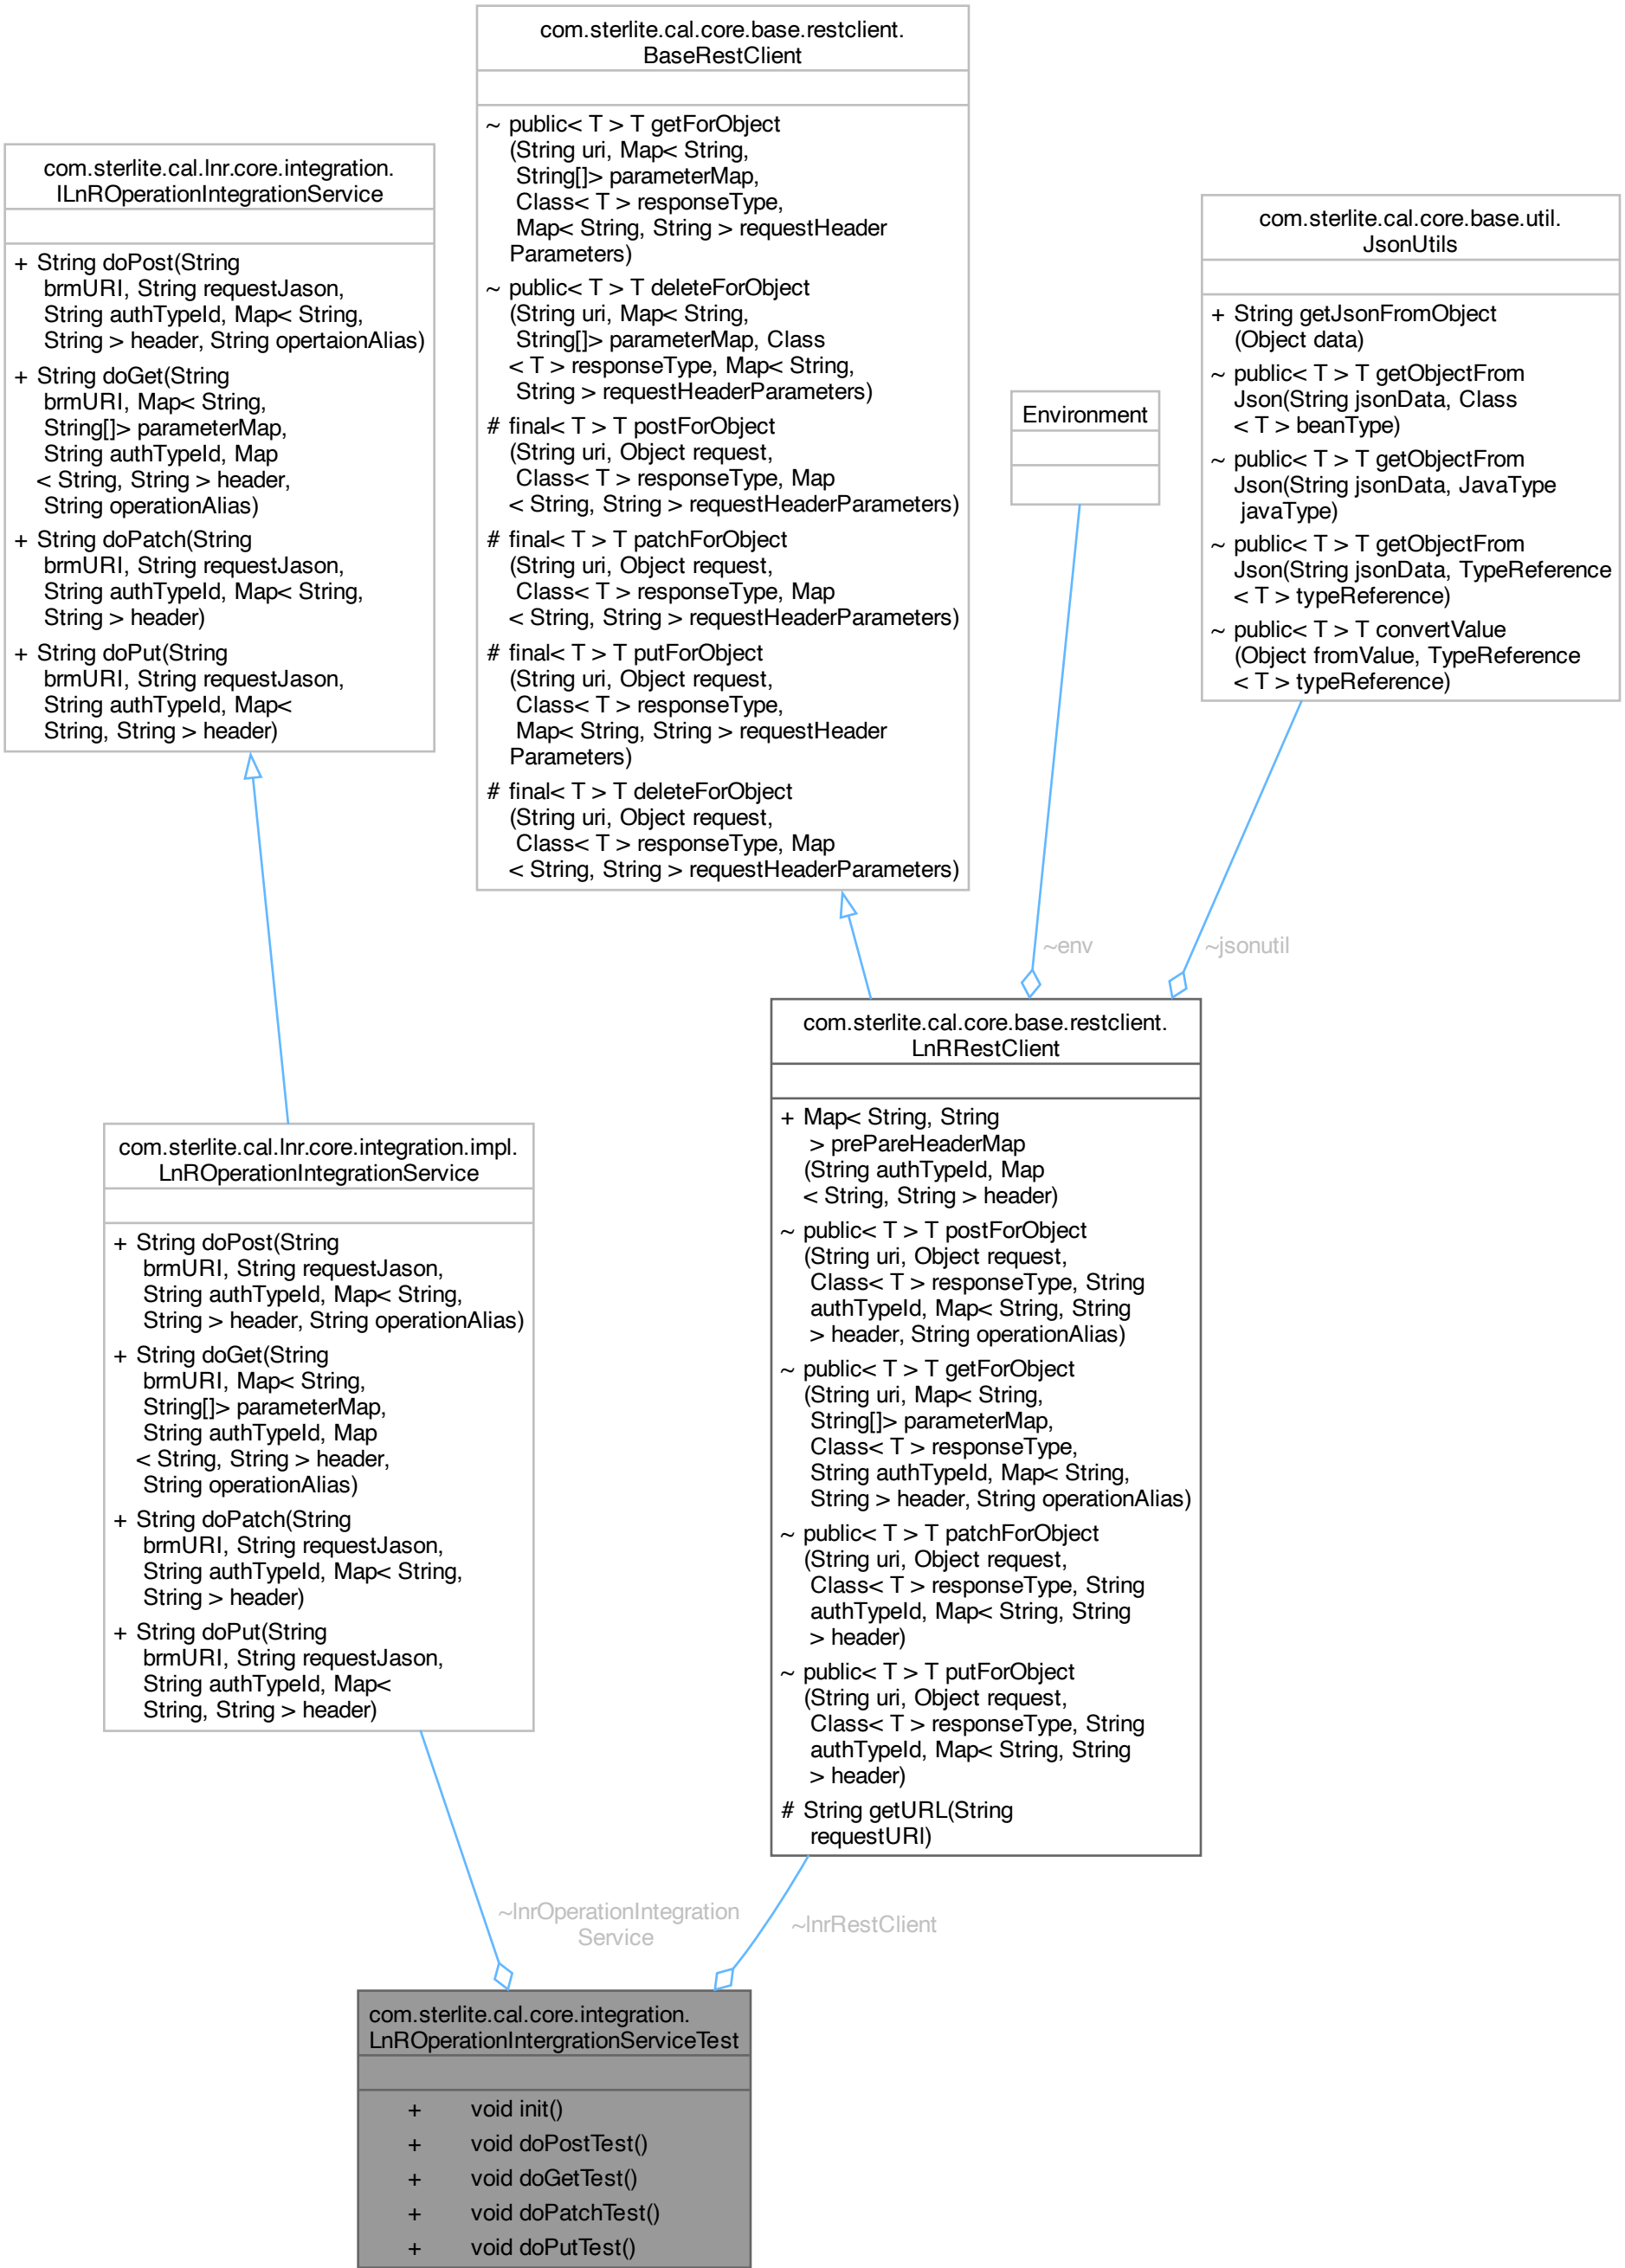 com.sterlite.cal.core.base.restclient.
BaseRestClient
~ public< T > T getForObject
(String uri, Map< String,
String[]> parameterMap,
Class< T > responseType,
Map< String, String > requestHeader
Parameters)
~ public< T > T deleteForObject
(String uri, Map< String,
String[]> parameterMap, Class
< T > responseType, Map< String,
String > requestHeaderParameters)
# final< T > T postForObject
(String uri, Object request,
Class< T > responseType, Map
< String, String > requestHeaderParameters)
# final< T > T patchForObject
(String uri, Object request,
Class< T > responseType, Map
< String, String > requestHeaderParameters)
# final< T > T putForObject
(String uri, Object request,
Class< T > responseType,
Map< String, String > requestHeader
Parameters)
# final< T > T deleteForObject
(String uri, Object request,
Class< T > responseType, Map
< String, String > requestHeaderParameters)
com.sterlite.cal.lnr.core.integration.
ILnROperationIntegrationService
+ String doPost(String
brmURI, String requestJason,
String authTypeId, Map< String,
String > header, String opertaionAlias)
+ String doGet(String
brmURI, Map< String,
String[]> parameterMap,
String authTypeId, Map
< String, String > header,
String operationAlias)
+ String doPatch(String
brmURI, String requestJason,
String authTypeId, Map< String,
String > header)
+ String doPut(String
brmURI, String requestJason,
String authTypeId, Map<
String, String > header)
com.sterlite.cal.core.base.util.
JsonUtils
+ String getJsonFromObject
(Object data)
~ public< T > T getObjectFrom
Json(String jsonData, Class
< T > beanType)
~ public< T > T getObjectFrom
Json(String jsonData, JavaType
javaType)
~ public< T > T getObjectFrom
Json(String jsonData, TypeReference
< T > typeReference)
~ public< T > T convertValue
(Object fromValue, TypeReference
< T > typeReference)
Environment
~env
~jsonutil
com.sterlite.cal.core.base.restclient.
LnRRestClient
+ Map< String, String
> prePareHeaderMap
(String authTypeId, Map
< String, String > header)
~ public< T > T postForObject
(String uri, Object request,
Class< T > responseType, String
authTypeId, Map< String, String
> header, String operationAlias)
~ public< T > T getForObject
(String uri, Map< String,
String[]> parameterMap,
Class< T > responseType,
String authTypeId, Map< String,
String > header, String operationAlias)
~ public< T > T patchForObject
(String uri, Object request,
Class< T > responseType, String
authTypeId, Map< String, String
> header)
~ public< T > T putForObject
(String uri, Object request,
Class< T > responseType, String
authTypeId, Map< String, String
> header)
# String getURL(String
requestURI)
com.sterlite.cal.lnr.core.integration.impl.
LnROperationIntegrationService
+ String doPost(String
brmURI, String requestJason,
String authTypeId, Map< String,
String > header, String operationAlias)
+ String doGet(String
brmURI, Map< String,
String[]> parameterMap,
String authTypeId, Map
< String, String > header,
String operationAlias)
+ String doPatch(String
brmURI, String requestJason,
String authTypeId, Map< String,
String > header)
+ String doPut(String
brmURI, String requestJason,
String authTypeId, Map<
String, String > header)
~lnrOperationIntegration
Service
~lnrRestClient
com.sterlite.cal.core.integration.
LnROperationIntergrationServiceTest
+ void init()
+ void doPostTest()
+ void doGetTest()
+ void doPatchTest()
+ void doPutTest()